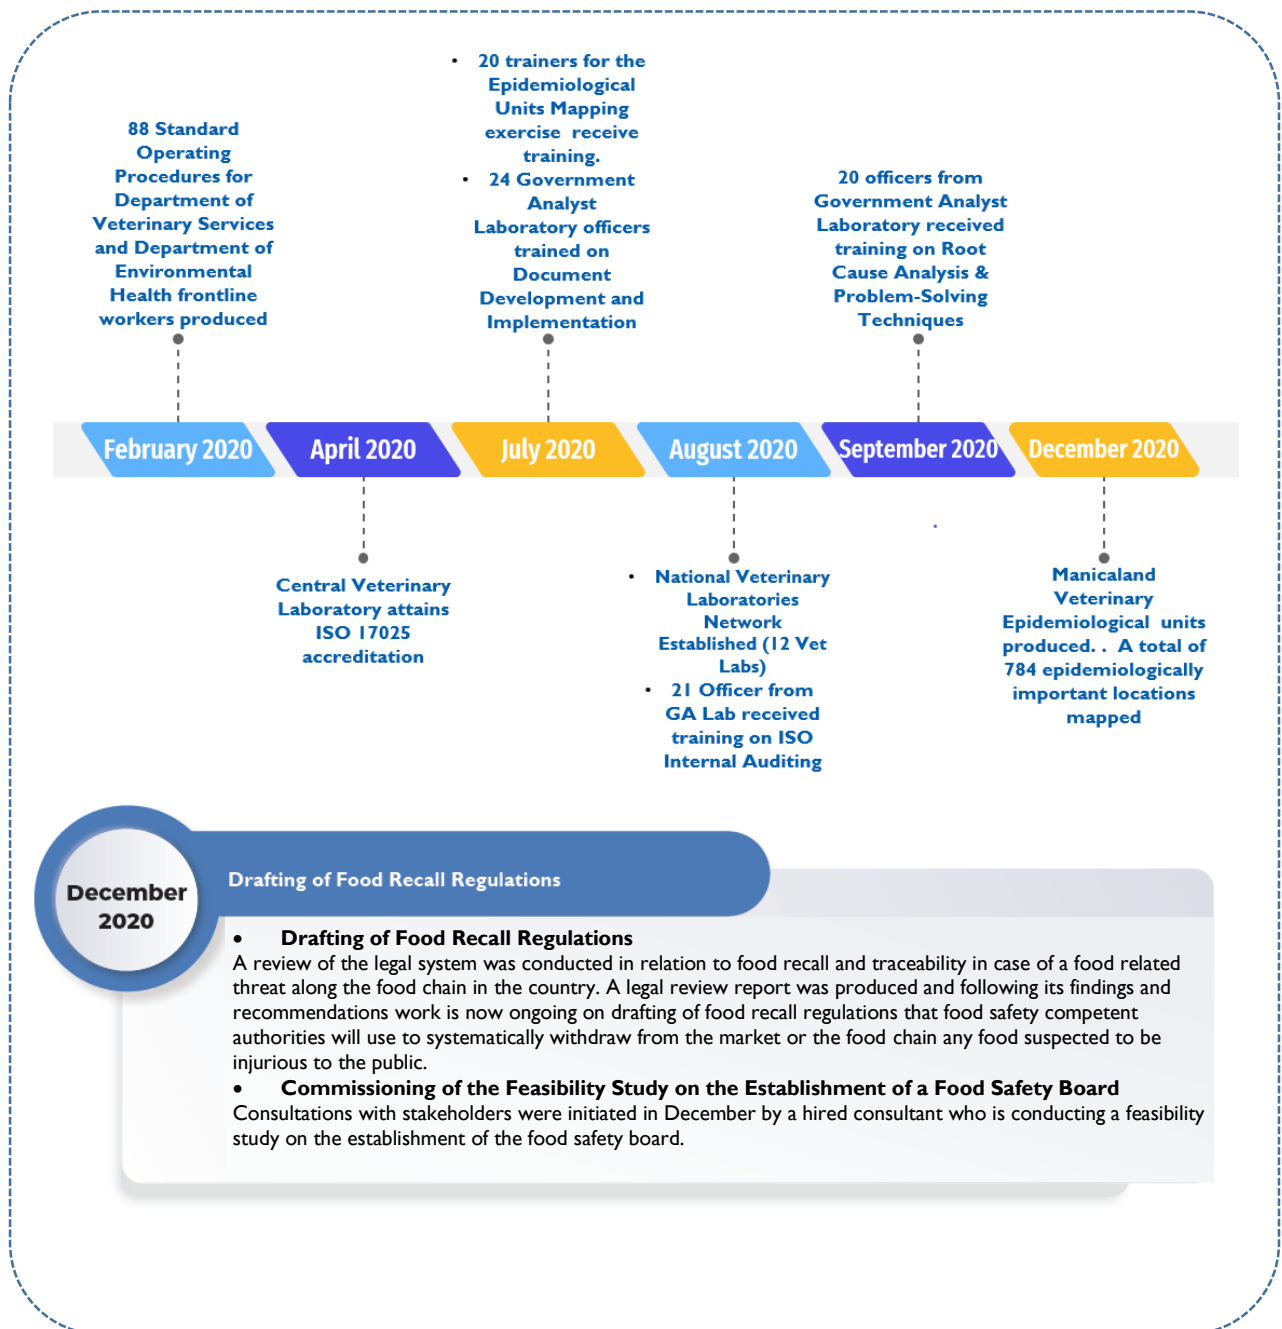 88 Standard
Operating
Procedures for
Department of
Veterinary Services
and Department of
Environmental
Health frontline
workers produced
• 20 trainers for the
Epidemiological
Units Mapping
exercise receive
training.
• 24 Government
Analyst
Laboratory officers
trained on
Document
Development and
Implementation
20 officers from
Government Analyst
Laboratory received
training on Root
Cause Analysis &
Problem-Solving
Techniques
February 2020
April 2020
July 2020
August 2020
September 2020
December 2020
Central Veterinary
Laboratory attains
ISO 17025
accreditation
• National Veterinary
Laboratories
Network
Established (12 Vet
Labs)
• 21 Officer from
GA Lab received
training on ISO
Internal Auditing
Manicaland
Veterinary
Epidemiological units
produced. . A total of
784 epidemiologically
important locations
mapped
December
2020
Drafting of Food Recall Regulations
• Drafting of Food Recall Regulations
A review of the legal system was conducted in relation to food recall and traceability in case of a food related
threat along the food chain in the country. A legal review report was produced and following its findings and
recommendations work is now ongoing on drafting of food recall regulations that food safety competent
authorities will use to systematically withdraw from the market or the food chain any food suspected to be
injurious to the public.
• Commissioning of the Feasibility Study on the Establishment of a Food Safety Board
Consultations with stakeholders were initiated in December by a hired consultant who is conducting a feasibility
study on the establishment of the food safety board.